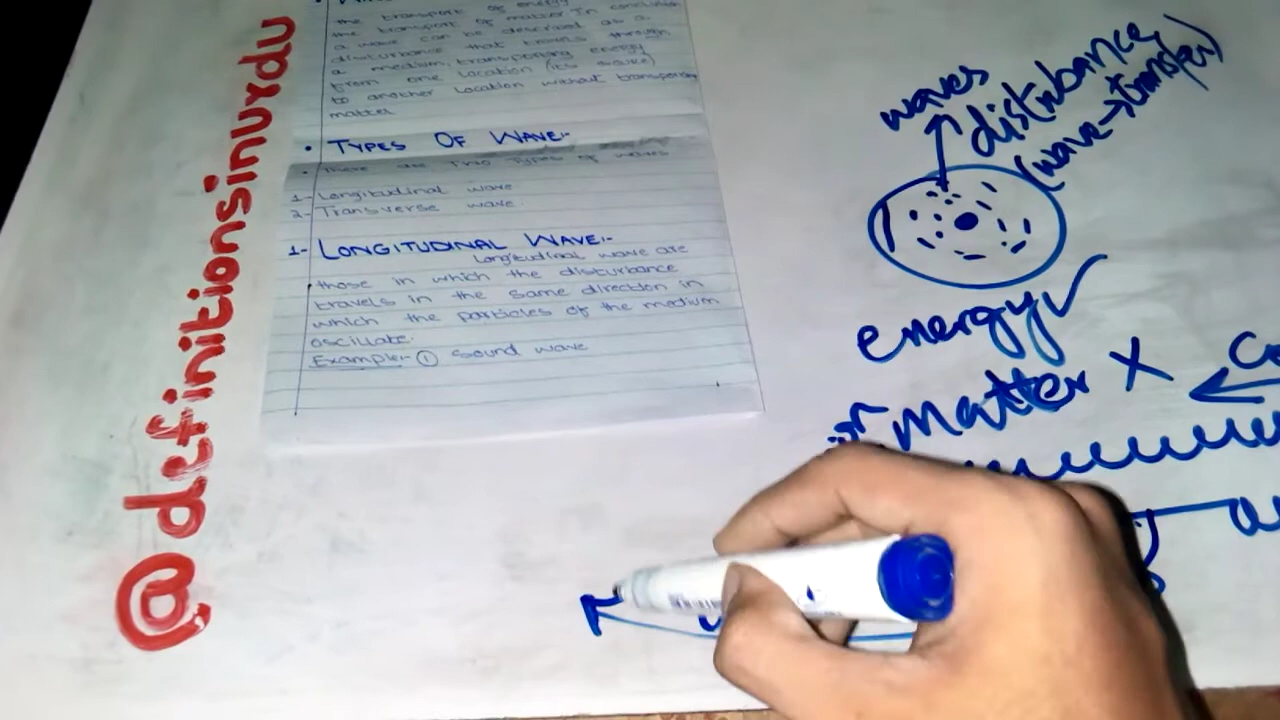 the transport of energy
the transport of matter. In conclusion
a wave can be described as a
disturbance that travels through
a medium, transporting energy
from one location (its source)
to another location without transporting
matter
• TYPES OF WAVE:-
• There are Two Types of waves
1- Longitudinal wave
2- Transverse wave.
1- LONGITUDINAL WAVE:-
Longitudinal wave are
those in which the disturbance
travels in the same direction in
which the particles of the medium
oscillate.
Example:- ① Sound wave
@definitionsinurdu
waves
disturbance
(wave→transfer)
energy✓
Matter X